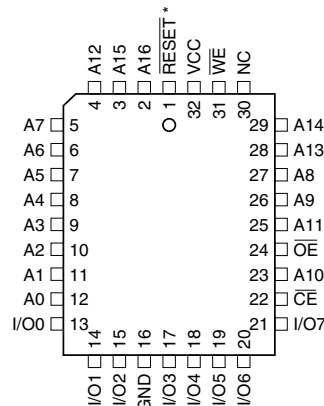 A12
A15
A16
RESET *
VCC
WE
NC
4
3
2
1
32
31
30
A7 5
A6 6
A5 7
A4 8
A3 9
A2 10
A1 11
A0 12
I/O0 13
29 A14
28 A13
27 A8
26 A9
25 A11
24 OE
23 A10
22 CE
21 I/O7
14
15
16
17
18
19
20
I/O1
I/O2
GND
I/O3
I/O4
I/O5
I/O6